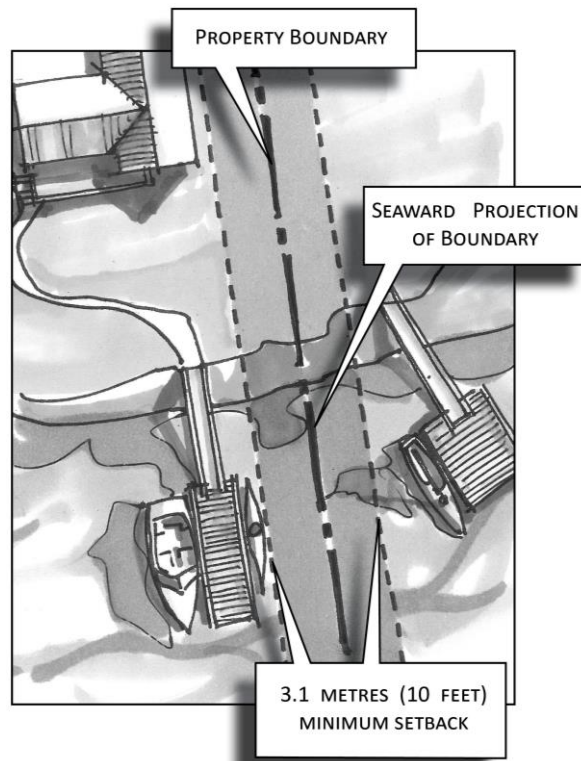 PROPERTY BOUNDARY
SEAWARD PROJECTION
OF BOUNDARY
3.1 METRES (10 FEET)
MINIMUM SETBACK